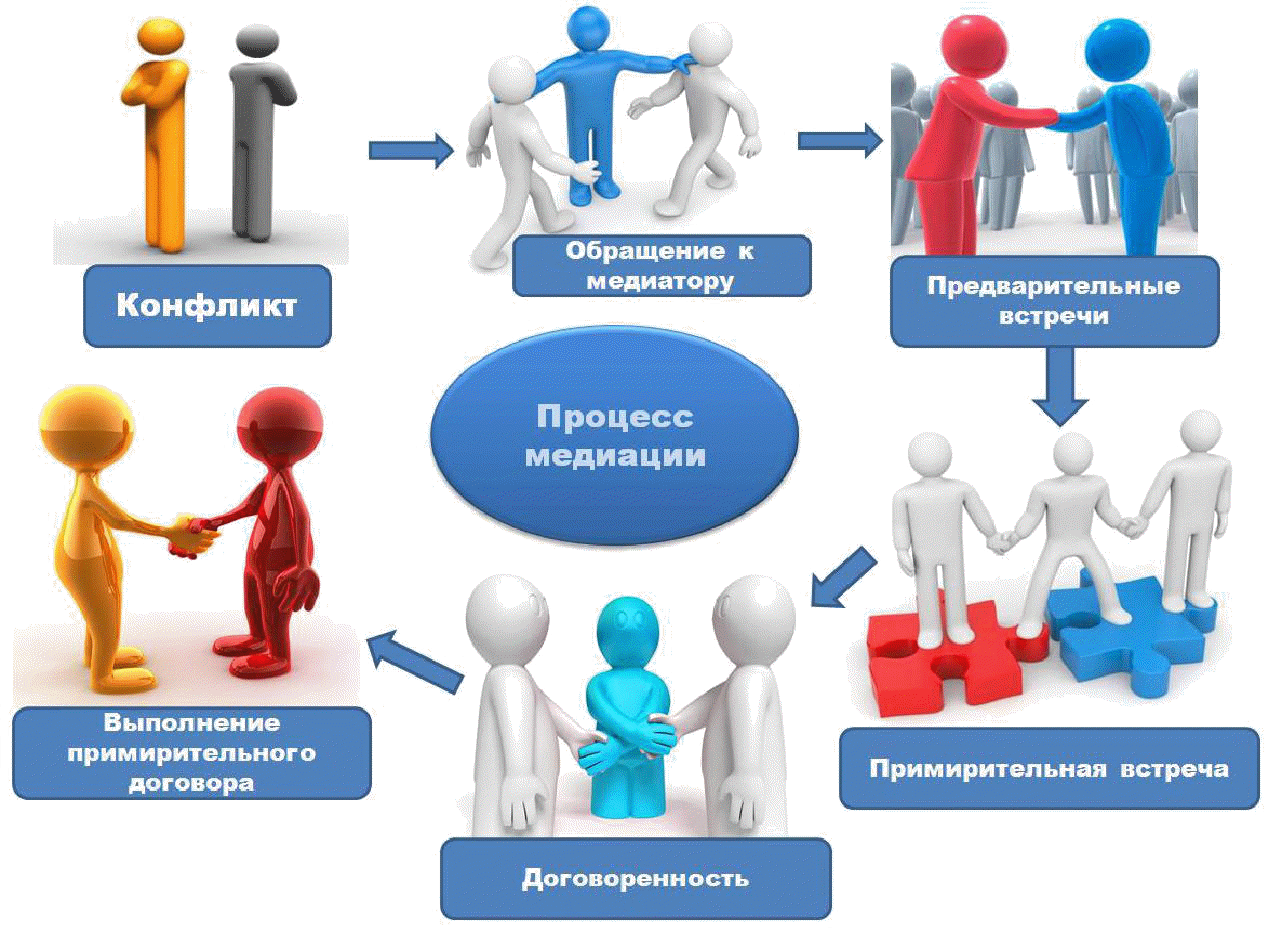 Конфликт
Обращение к
медиатору
Предварительные
встречи
Процесс
медиации
Примирительная встреча
Договоренность
Выполнение
примирительного
договора